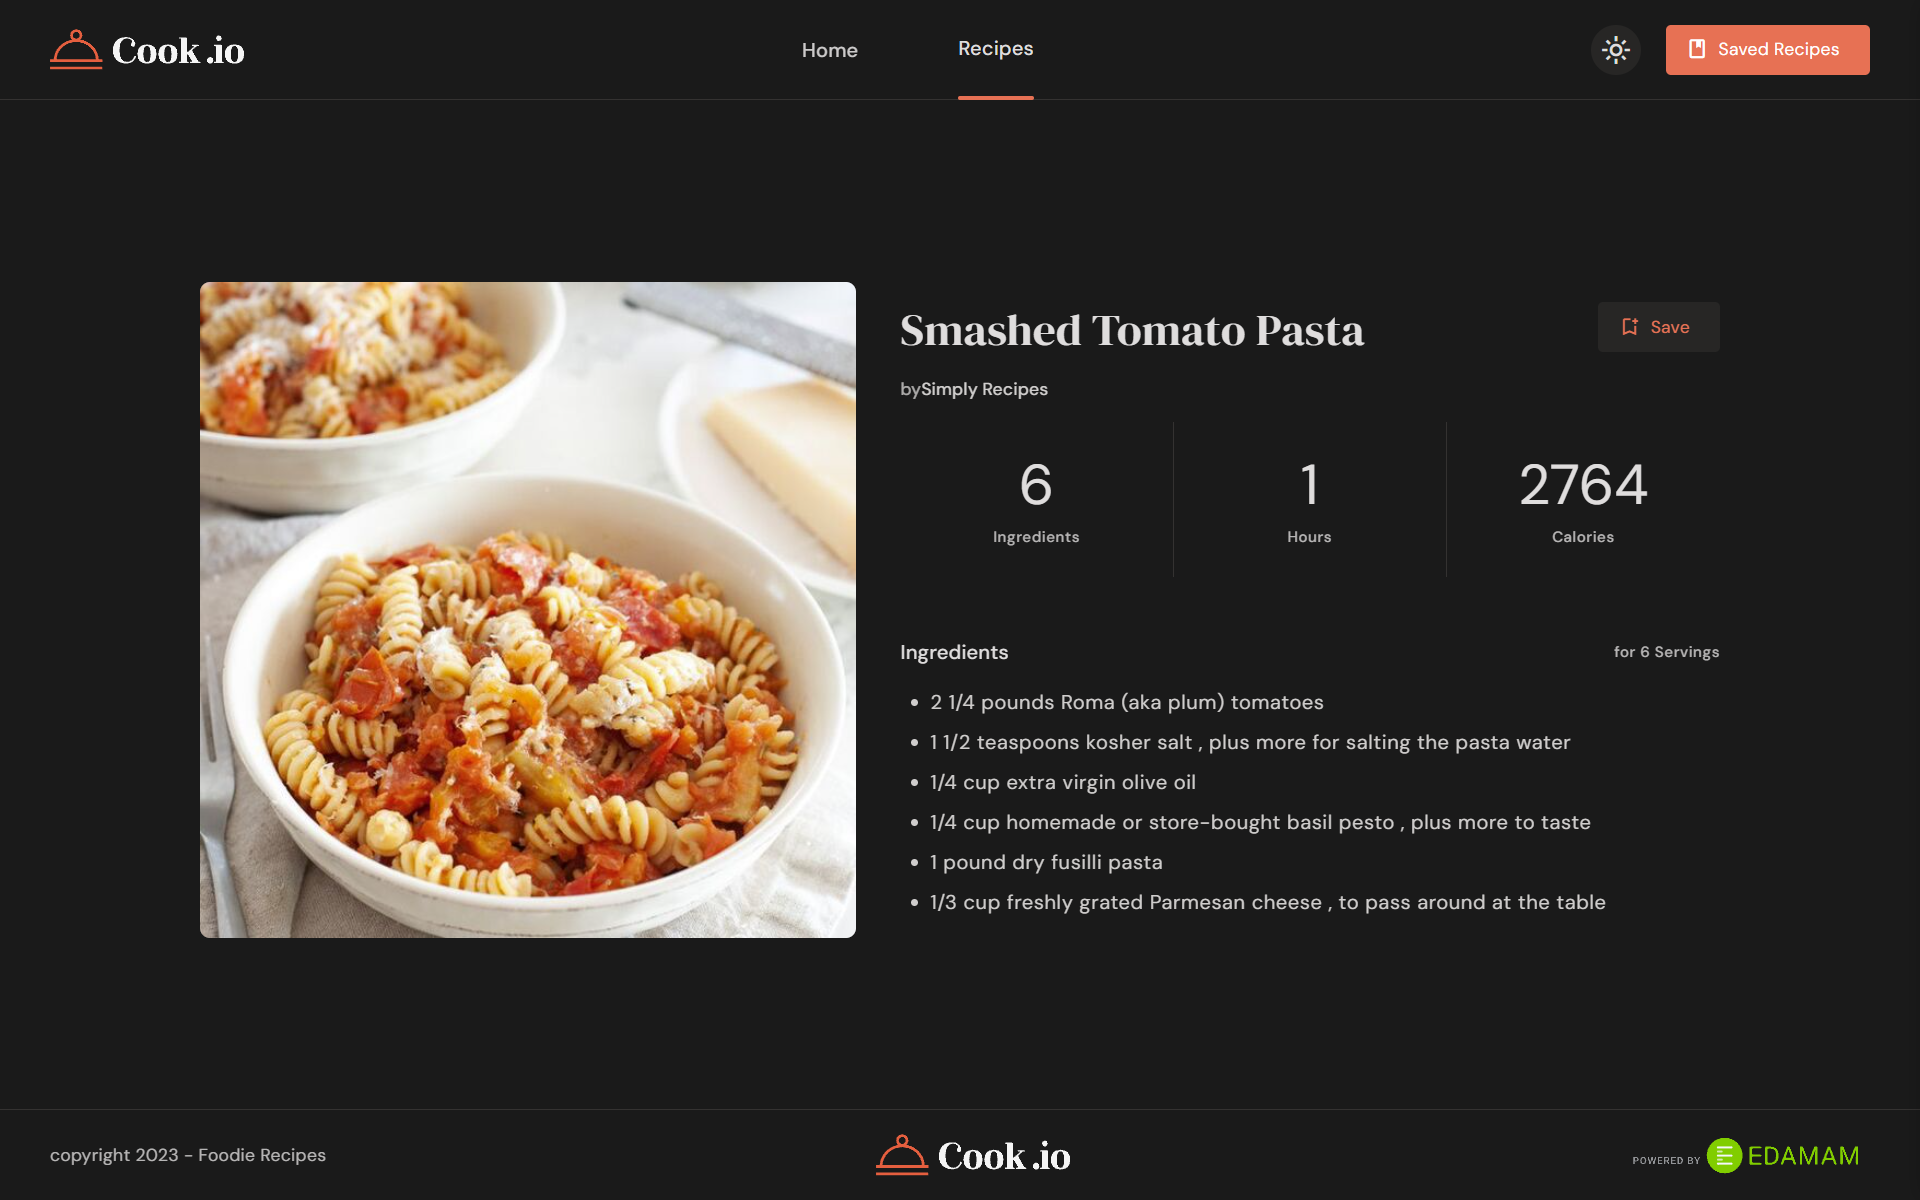 Cook.io
Home
Recipes
Saved Recipes
Smashed Tomato Pasta
Save
bySimply Recipes
6
Ingredients
1
Hours
2764
Calories
Ingredients
for 6 Servings
• 2 1/4 pounds Roma (aka plum) tomatoes
• 1 1/2 teaspoons kosher salt , plus more for salting the pasta water
• 1/4 cup extra virgin olive oil
• 1/4 cup homemade or store-bought basil pesto , plus more to taste
• 1 pound dry fusilli pasta
• 1/3 cup freshly grated Parmesan cheese , to pass around at the table
copyright 2023 - Foodie Recipes
Cook.io
POWERED BY EDAMAM